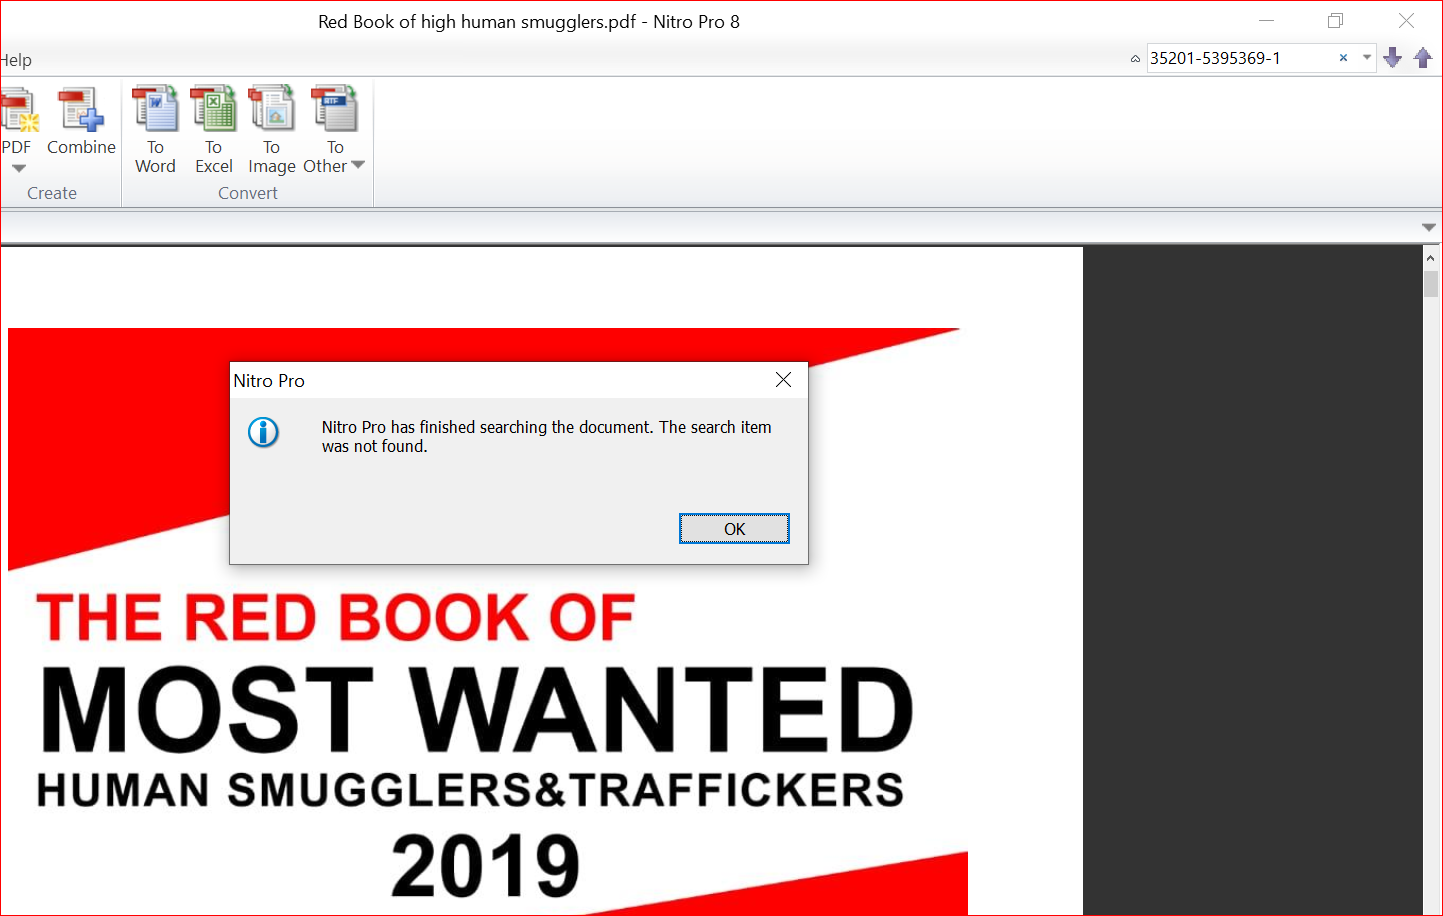 Red Book of high human smugglers.pdf - Nitro Pro 8
Help
35201-5395369-1
PDF
Combine
To
Word
To
Excel
To
Image
To
Other
Create
Convert
Nitro Pro
Nitro Pro has finished searching the document. The search item
was not found.
OK
THE RED BOOK OF
MOST WANTED
HUMAN SMUGGLERS&TRAFFICKERS
2019